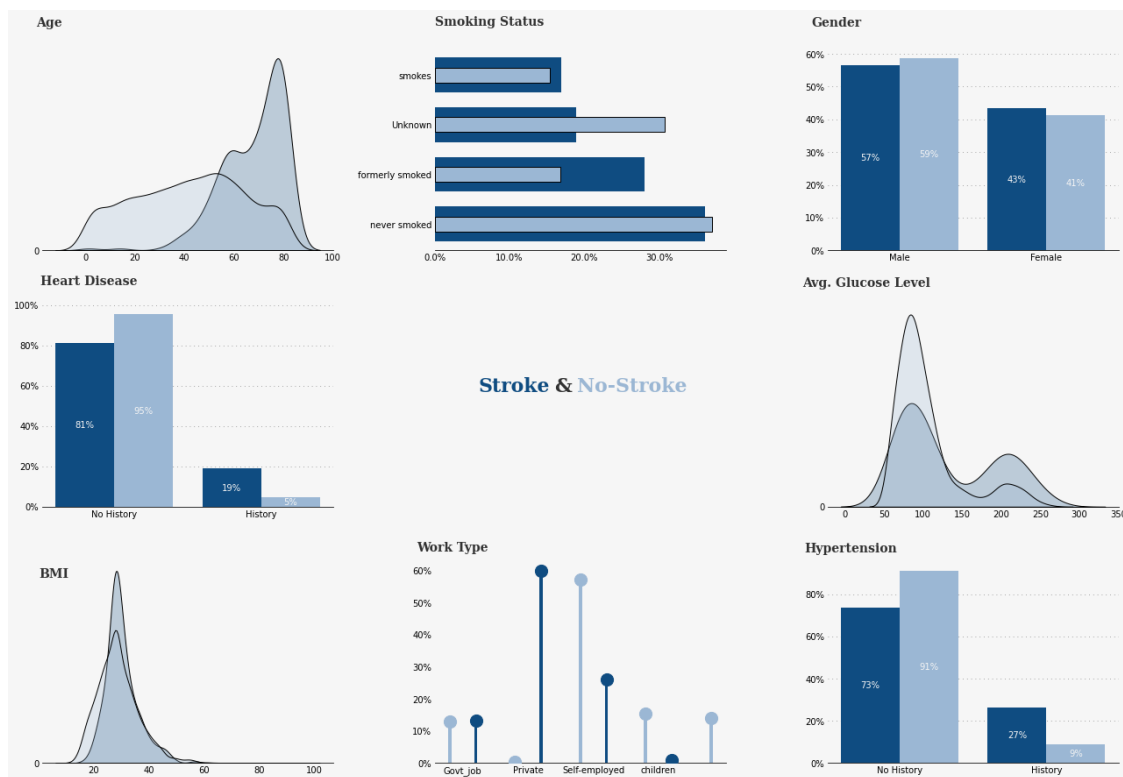 Age
0
0
20
40
60
80
100
Smoking Status
smokes
Unknown
formerly smoked
never smoked
0.0%
10.0%
20.0%
30.0%
Gender
60%
50%
40%
30%
20%
10%
0%
57%
59%
43%
41%
Male
Female
Heart Disease
100%
80%
60%
40%
20%
0%
81%
95%
19%
5%
No History
History
Stroke & No-Stroke
Avg. Glucose Level
0
0
50
100
150
200
250
300
350
BMI
0
20
40
60
80
100
Work Type
60%
50%
40%
30%
20%
10%
0%
Govt_job
Private
Self-employed
children
Hypertension
80%
60%
40%
20%
0%
73%
91%
27%
9%
No History
History